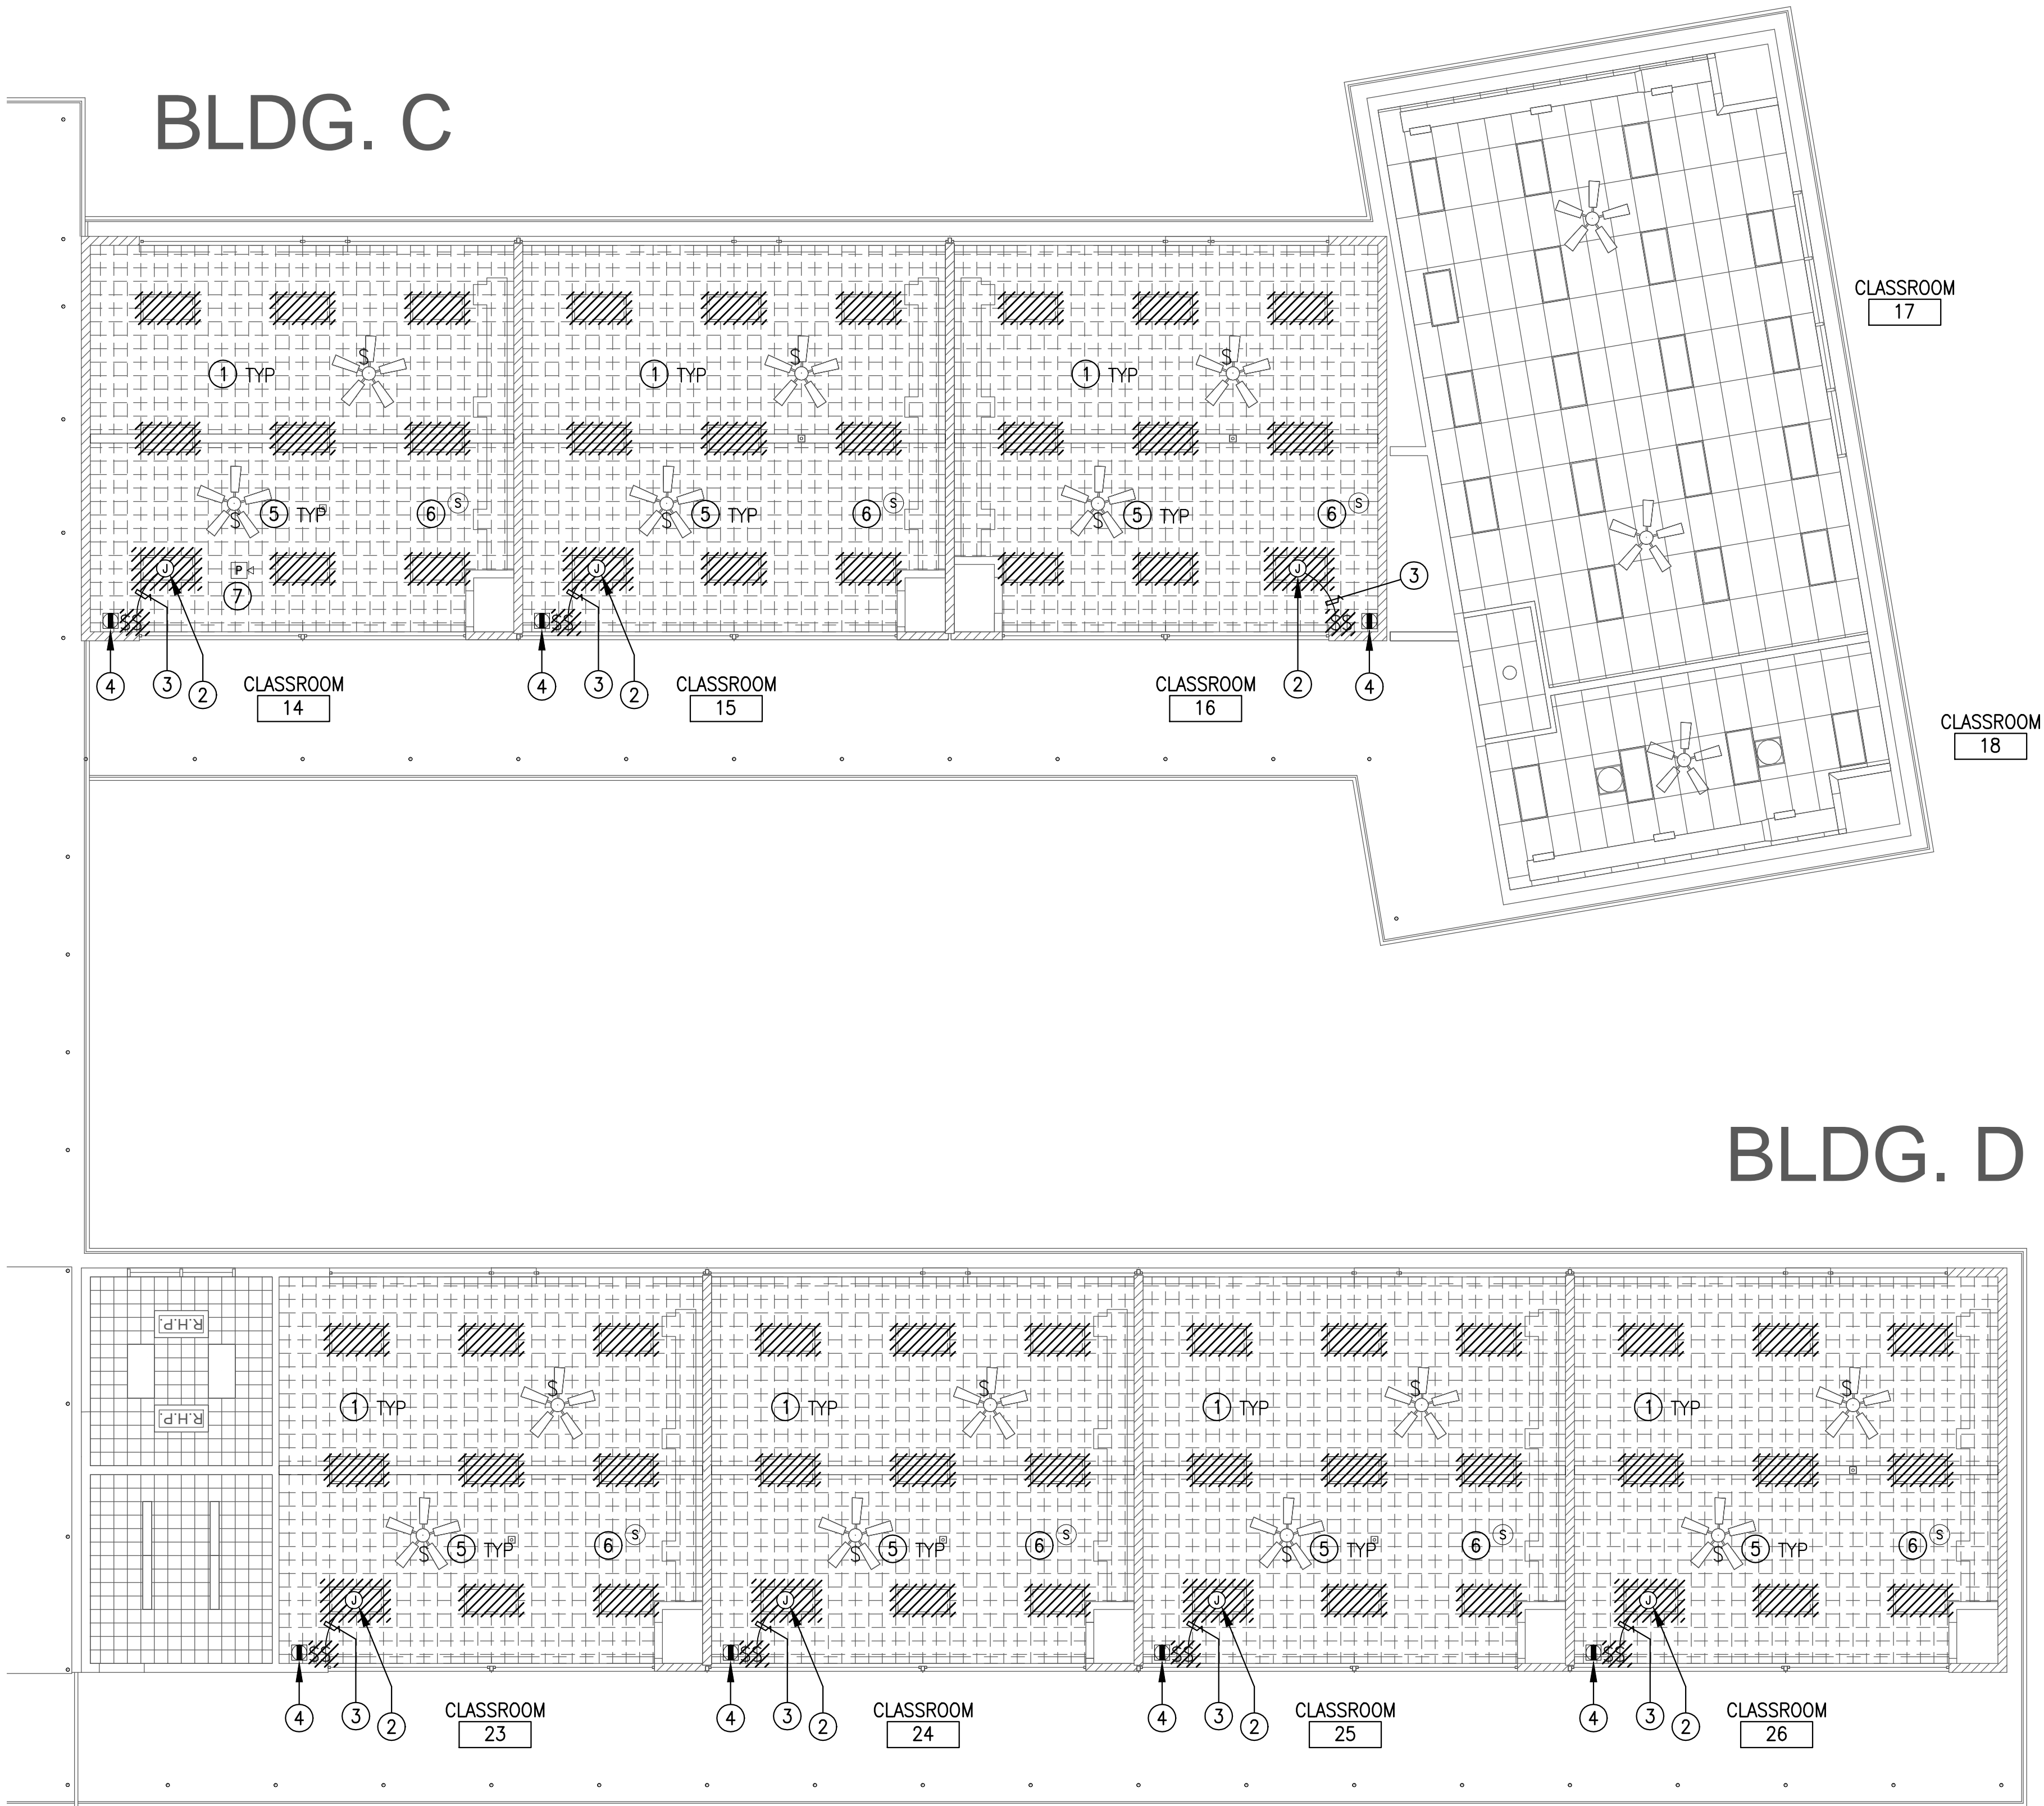 BLDG. C
CLASSROOM
17
$ $ $
1 TYP 1 TYP 1 TYP
5 TYP 6 S 5 TYP 6 S 5 TYP 6 S
$ $ $
J P J J 3
7
$$ $$ $$
4 3 2 4 3 2 2 4
CLASSROOM CLASSROOM CLASSROOM
14 15 16
CLASSROOM
18
BLDG. D
R.H.P.
$ $ $ $
1 TYP 1 TYP 1 TYP 1 TYP
R.H.P.
5 TYP 6 S 5 TYP 6 S 5 TYP 6 S 5 TYP 6 S
$ $ $ $
J J J J
$$ $$ $$ $$
4 3 2 4 3 2 4 3 2 4 3 2
CLASSROOM CLASSROOM CLASSROOM CLASSROOM
23 24 25 26